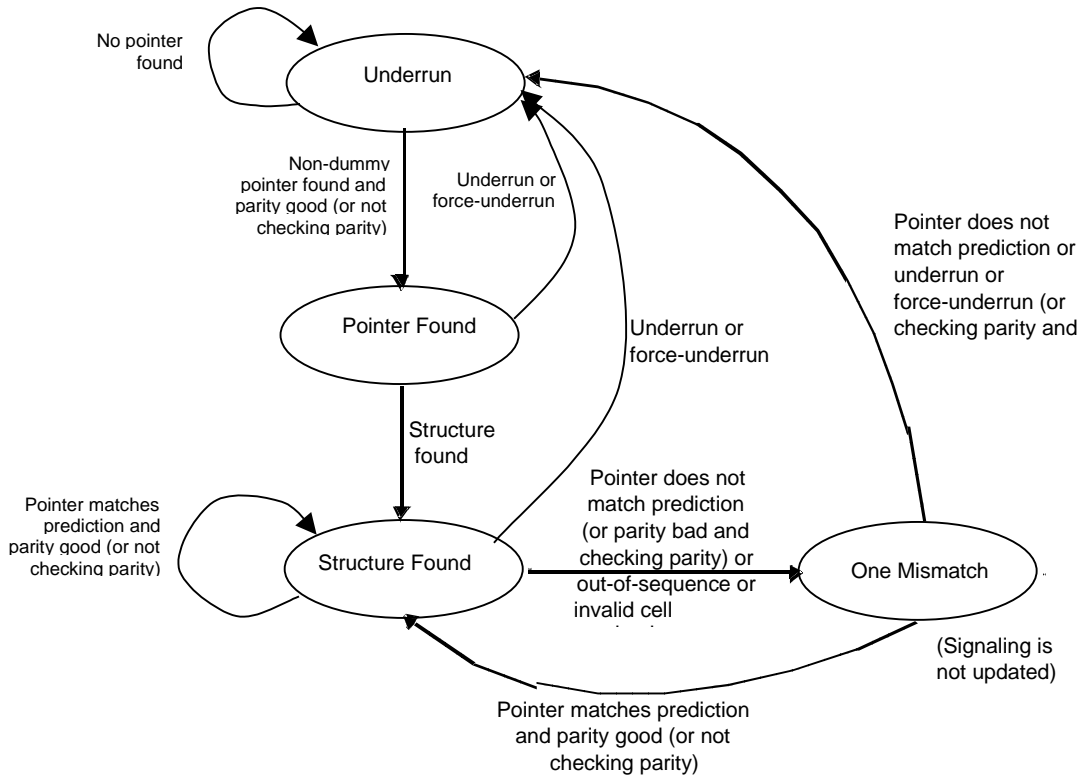 No pointer
found
Underrun
Non-dummy
pointer found and
parity good (or not
checking parity)
Underrun or
force-underrun
Pointer does not
match prediction or
underrun or
force-underrun (or
checking parity and
Pointer Found
Underrun or
force-underrun
Structure
found
Pointer matches
prediction and
parity good (or not
checking parity)
Structure Found
Pointer does not
match prediction
(or parity bad and
checking parity) or
out-of-sequence or
invalid cell
One Mismatch
(Signaling is
not updated)
Pointer matches prediction
and parity good (or not
checking parity)